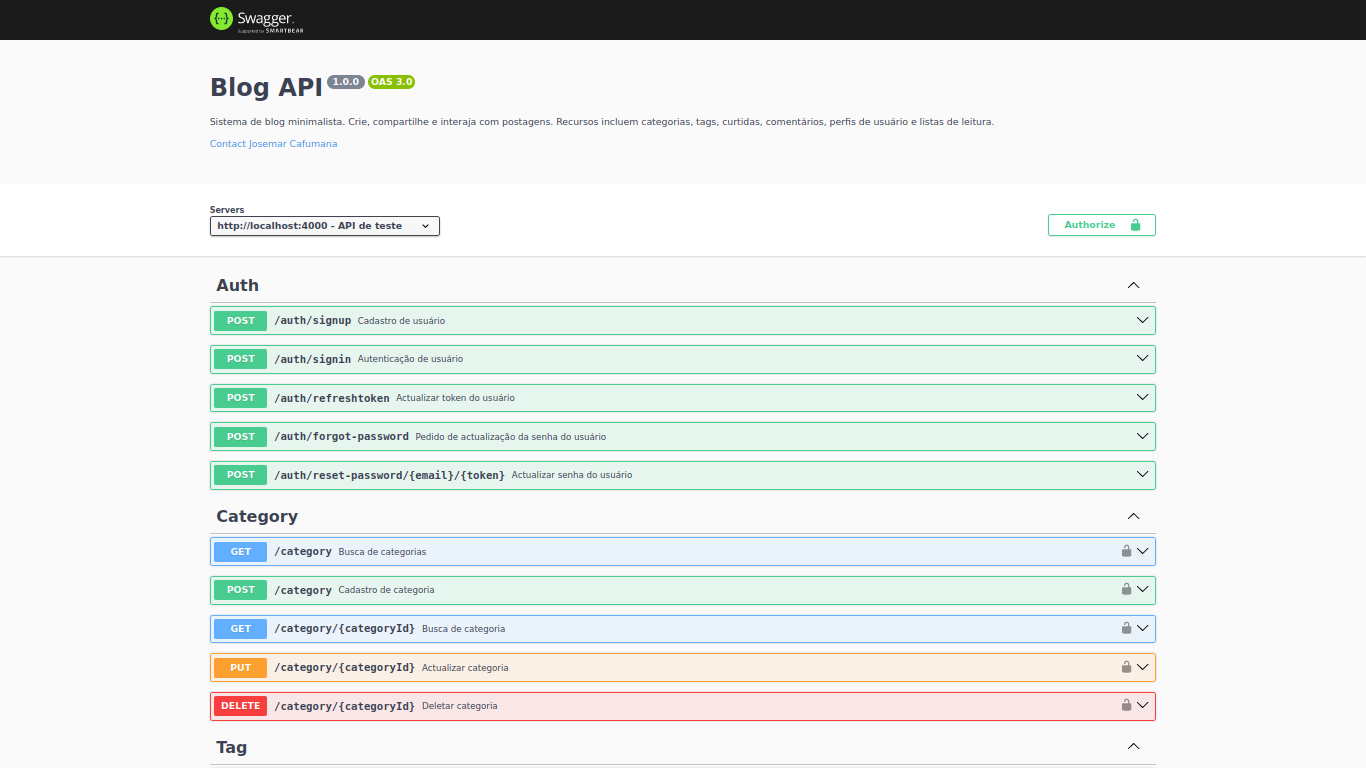 Swagger.
Supported by SMARTBEAR
Blog API 1.0.0 OAS 3.0
Sistema de blog minimalista. Crie, compartilhe e interaja com postagens. Recursos incluem categorias, tags, curtidas, comentários, perfis de usuário e listas de leitura.
Contact Josemar Cafumana
Servers
http://localhost:4000 - API de teste
Authorize
Auth
POST /auth/signup Cadastro de usuário
POST /auth/signin Autenticação de usuário
POST /auth/refreshtoken Actualizar token do usuário
POST /auth/forgot-password Pedido de actualização da senha do usuário
POST /auth/reset-password/{email}/{token} Actualizar senha do usuário
Category
GET /category Busca de categorias
POST /category Cadastro de categoria
GET /category/{categoryId} Busca de categoria
PUT /category/{categoryId} Actualizar categoria
DELETE /category/{categoryId} Deletar categoria
Tag